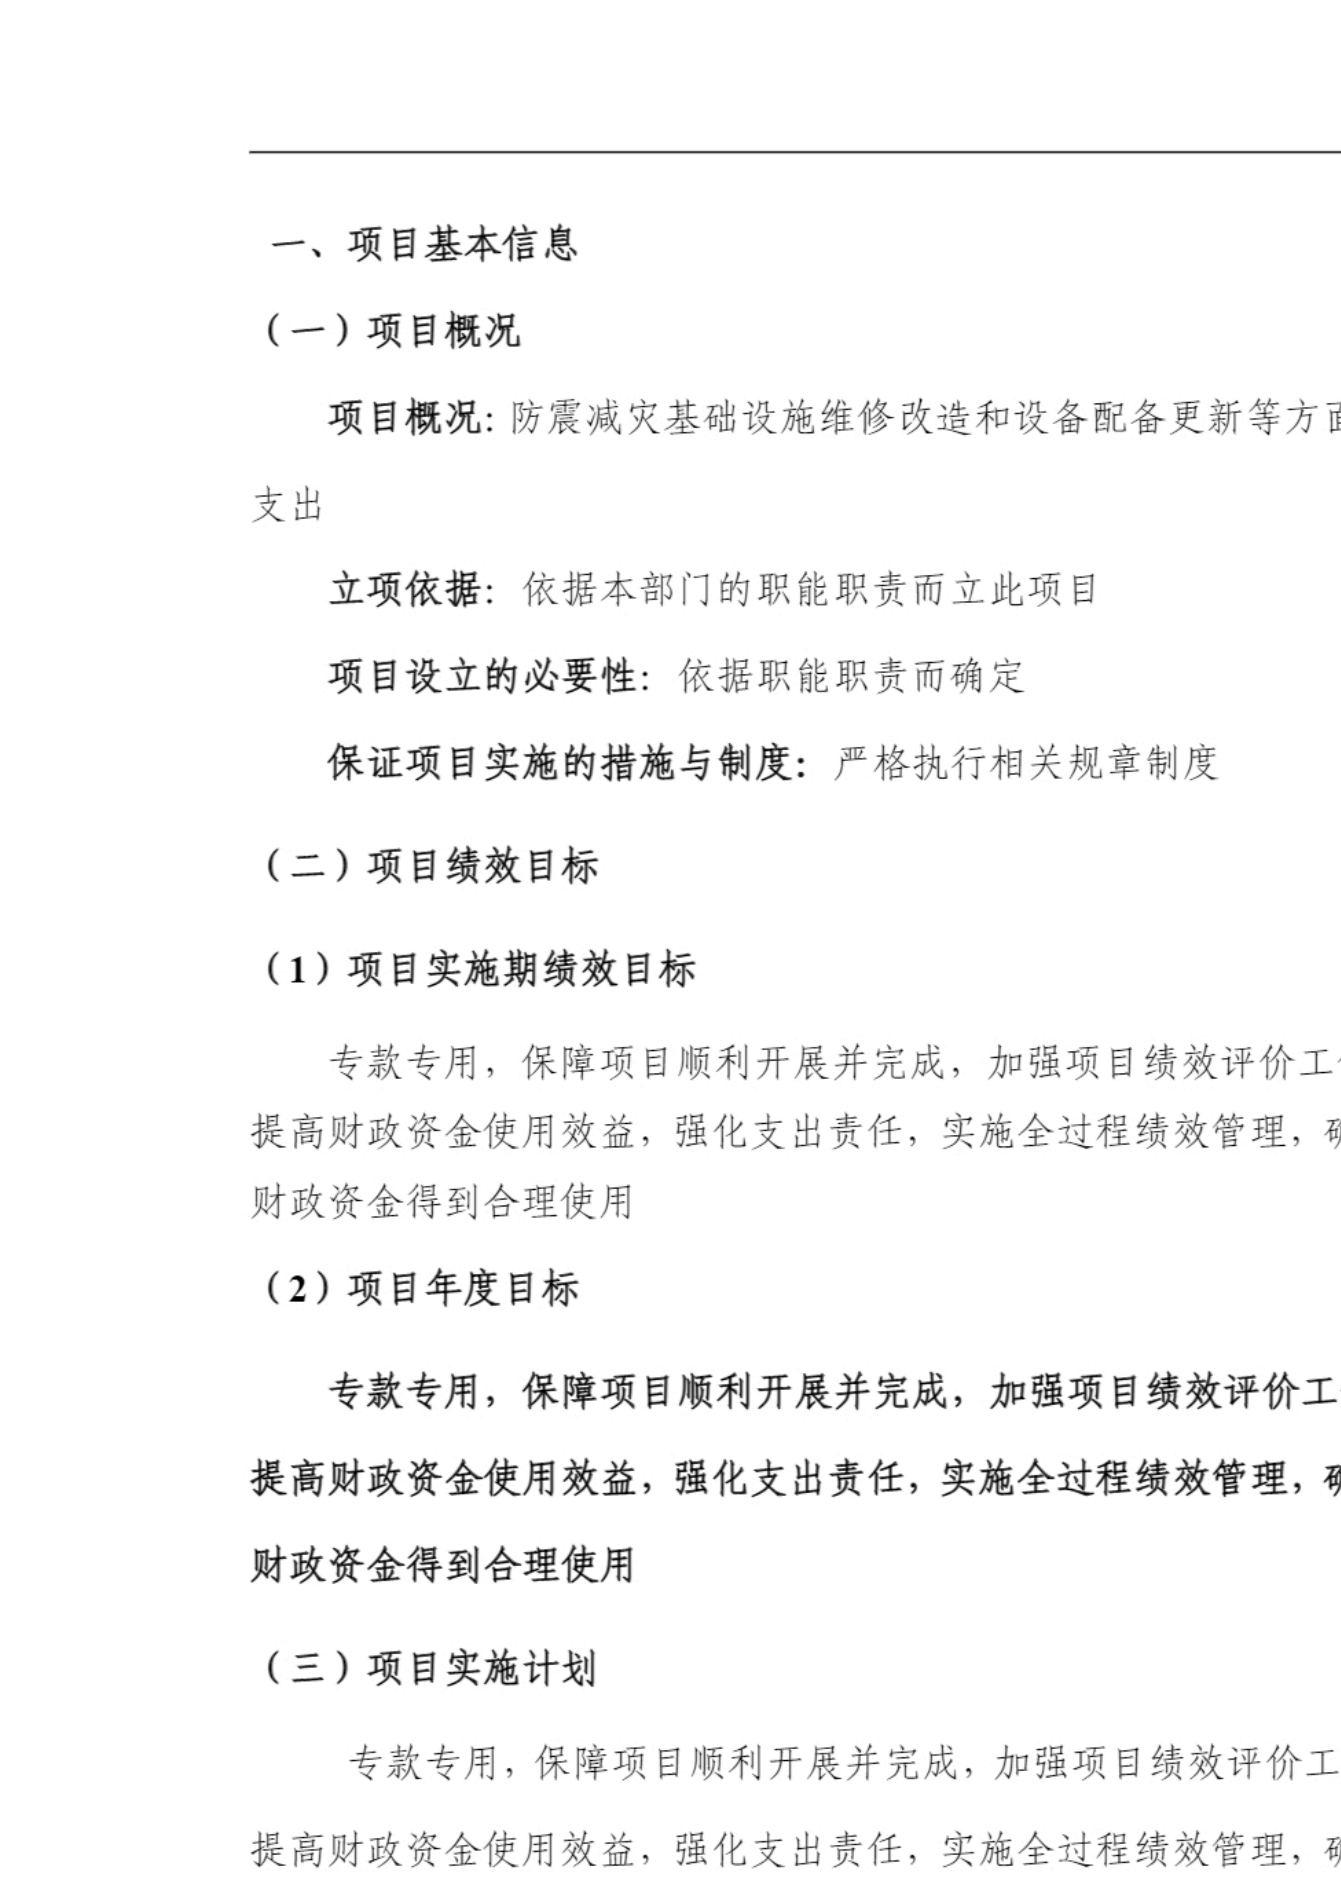 一、项目基本信息
（一）项目概况
项目概况：防震减灾基础设施维修改造和设备配备更新等方面
支出
立项依据：依据本部门的职能职责而立此项目
项目设立的必要性：依据职能职责而确定
保证项目实施的措施与制度：严格执行相关规章制度
（二）项目绩效目标
（1）项目实施期绩效目标
专款专用，保障项目顺利开展并完成，加强项目绩效评价工
提高财政资金使用效益，强化支出责任，实施全过程绩效管理，
财政资金得到合理使用
（2）项目年度目标
专款专用，保障项目顺利开展并完成，加强项目绩效评价工
提高财政资金使用效益，强化支出责任，实施全过程绩效管理，
财政资金得到合理使用
（三）项目实施计划
专款专用，保障项目顺利开展并完成，加强项目绩效评价工
提高财政资金使用效益，强化支出责任，实施全过程绩效管理，